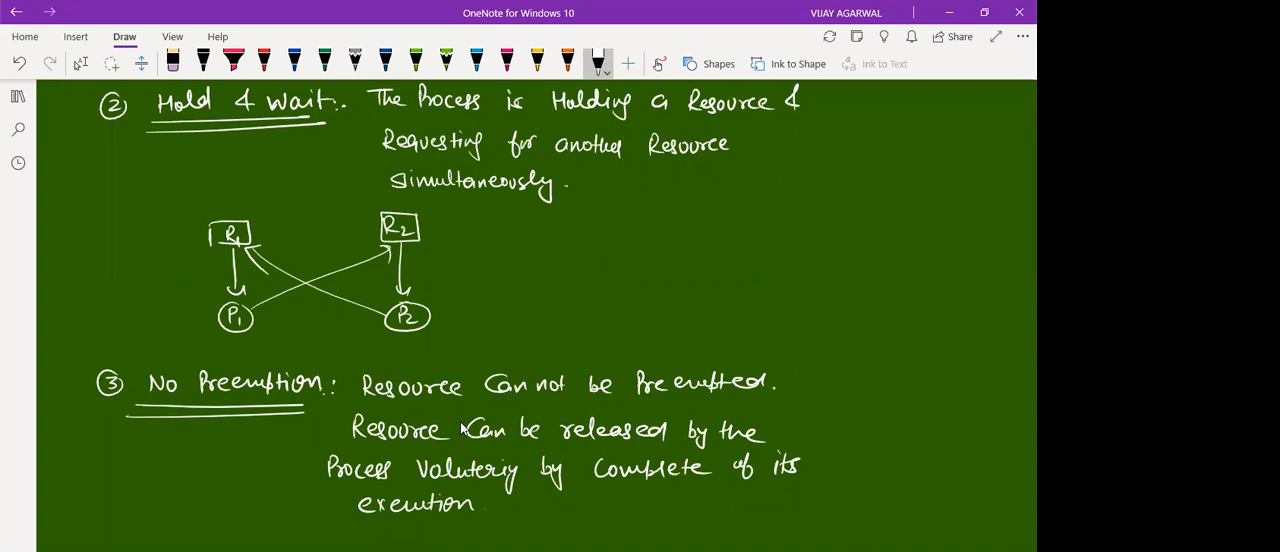 OneNote for Windows 10
VIJAY AGARWAL
Home Insert Draw View Help Share
Shapes Ink to Shape Ink to Text
② Hold & Wait:. The Process is Holding a Resource &
Requesting for another Resource
simultaneously.
R1 R2
P1 P2
③ No Preemption:. Resource Can not be Preempted.
Resource Can be released by the
Process Voluteriy by Complete of its
exeution.